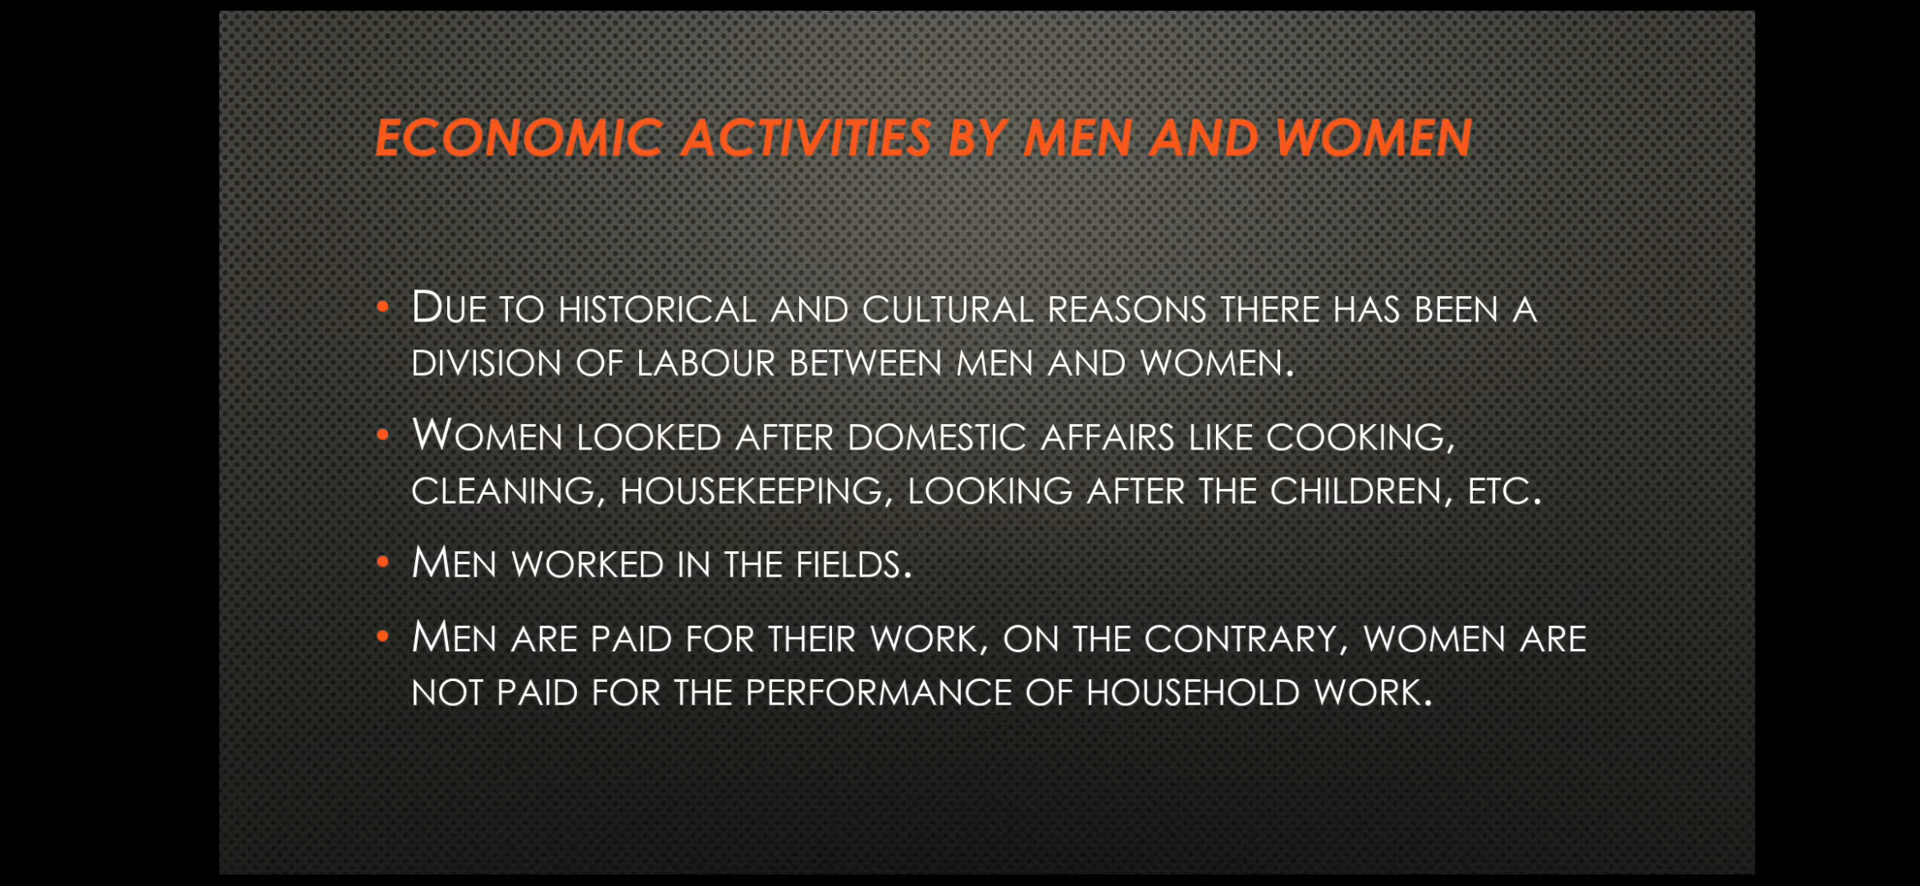 ECONOMIC ACTIVITIES BY MEN AND WOMEN
• DUE TO HISTORICAL AND CULTURAL REASONS THERE HAS BEEN A
DIVISION OF LABOUR BETWEEN MEN AND WOMEN.
• WOMEN LOOKED AFTER DOMESTIC AFFAIRS LIKE COOKING,
CLEANING, HOUSEKEEPING, LOOKING AFTER THE CHILDREN, ETC.
• MEN WORKED IN THE FIELDS.
• MEN ARE PAID FOR THEIR WORK, ON THE CONTRARY, WOMEN ARE
NOT PAID FOR THE PERFORMANCE OF HOUSEHOLD WORK.